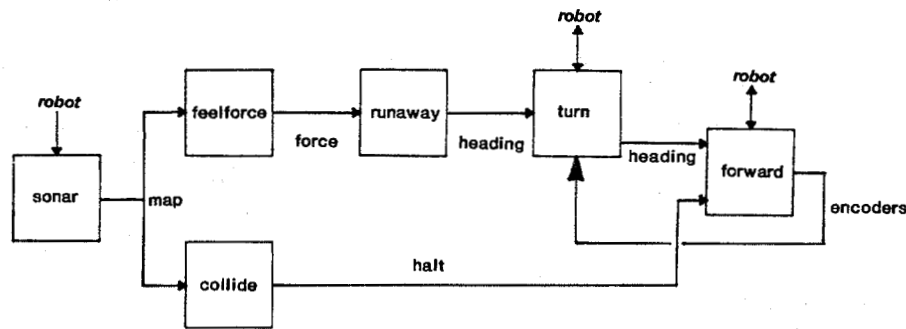 robot
robot
robot
feelforce
runaway
turn
force
heading
heading
forward
sonar
map
encoders
halt
collide